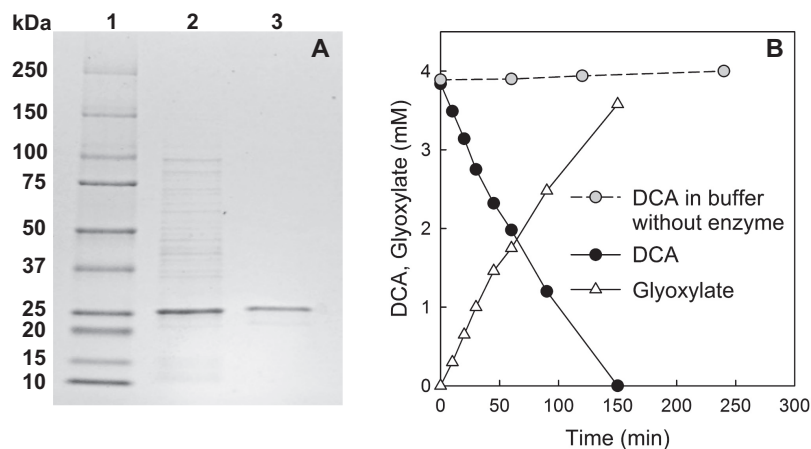 kDa 1 2 3
A
250
150
100
75
50
37
25
20
15
10
B
DCA, Glyoxylate (mM)
4
3
2
1
0
DCA in buffer
without enzyme
DCA
Glyoxylate
0 50 100 150 200 250 300
Time (min)